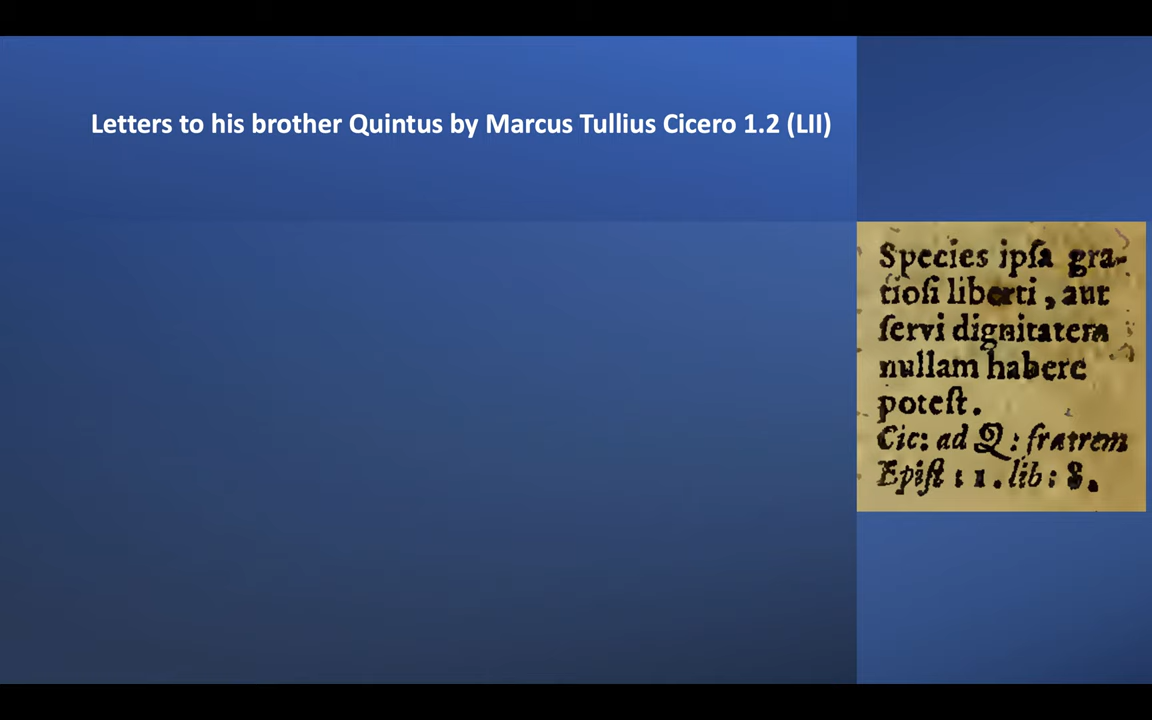 Letters to his brother Quintus by Marcus Tullius Cicero 1.2 (LII)
Species ipſa gra-
tioſi liberti, aut
ſervi dignitatem
nullam habere
poteſt.
Cic: ad Q: fratrem
Epiſt: 1. lib: 8.